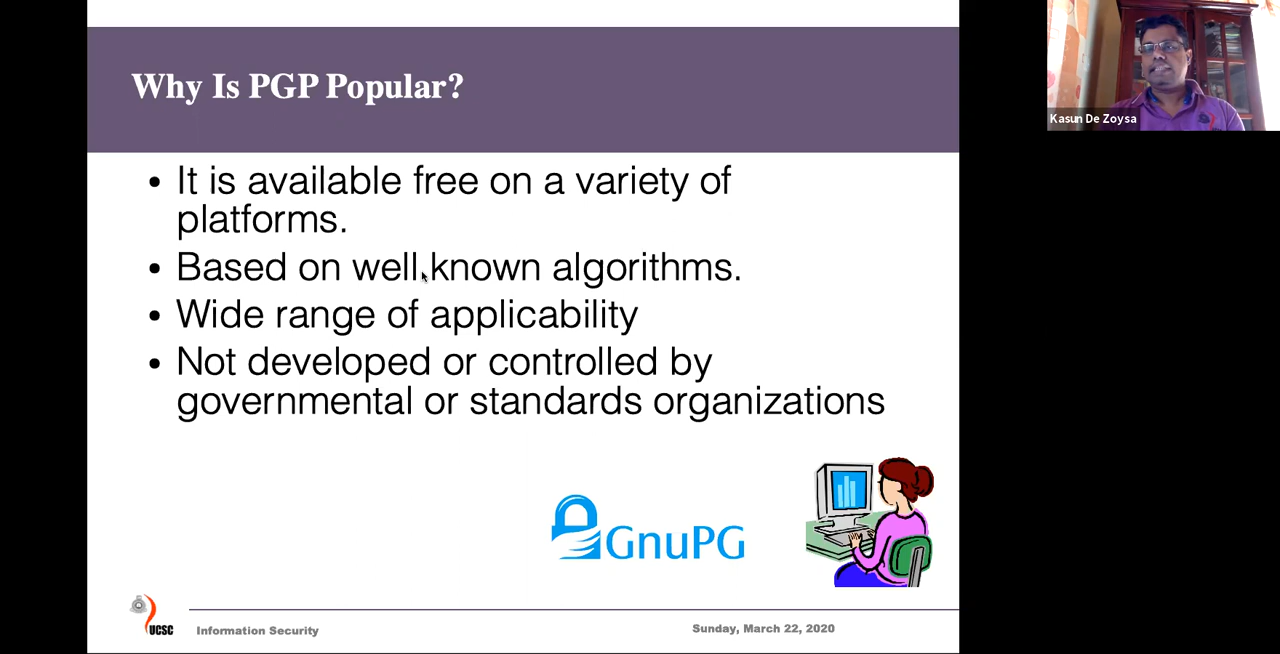 Why Is PGP Popular?
Kasun De Zoysa
• It is available free on a variety of
platforms.
• Based on well known algorithms.
• Wide range of applicability
• Not developed or controlled by
governmental or standards organizations
GnuPG
UCSC
Information Security
Sunday, March 22, 2020